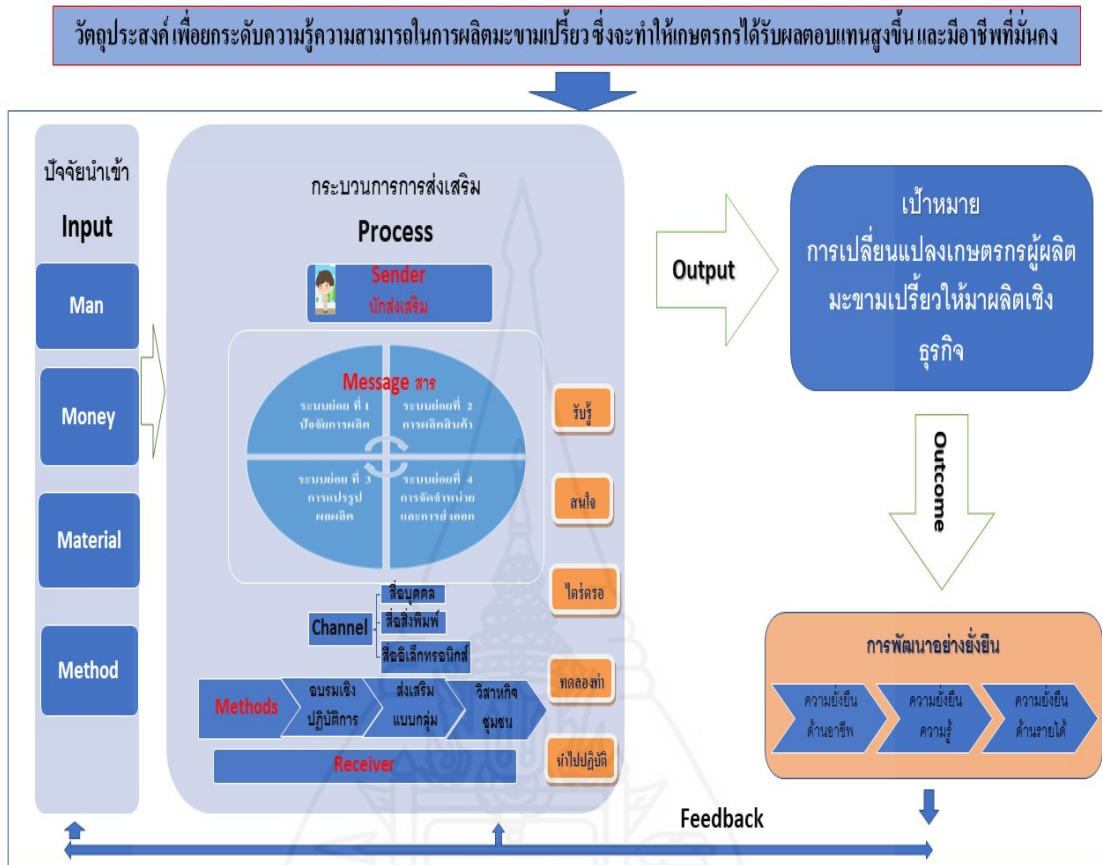 วัตถุประสงค์ เพื่อยกระดับความรู้ความสามารถในการผลิตมะขามเปรี้ยว ซึ่งจะทำให้เกษตรกรได้รับผลตอบแทนสูงขึ้น และมีอาชีพที่มั่นคง
ปัจจัยนำเข้า
Input
Man
Money
Material
Method
กระบวนการการส่งเสริม
Process
Sender
นักส่งเสริม
Message สาร
ระบบย่อย ที่ 1
ปัจจัยการผลิต
ระบบย่อยที่ 2
การผลิตสินค้า
ระบบย่อย ที่ 3
การแปรรูป
ผลผลิต
ระบบย่อยที่ 4
การจัดจำหน่าย
และการส่งออก
Channel
สื่อบุคคล
สื่อสิ่งพิมพ์
สื่ออิเล็กทรอนิกส์
Methods
อบรมเชิง
ปฏิบัติการ
ส่งเสริม
แบบกลุ่ม
วิสาหกิจ
ชุมชน
Receiver
รับรู้
สนใจ
ไตร่ตรอ
ทดลองทำ
นำไปปฏิบัติ
Output
เป้าหมาย
การเปลี่ยนแปลงเกษตรกรผู้ผลิต
มะขามเปรี้ยวให้มาผลิตเชิง
ธุรกิจ
Outcome
การพัฒนาอย่างยั่งยืน
ความยั่งยืน
ด้านอาชีพ
ความยั่งยืน
ความรู้
ความยั่งยืน
ด้านรายได้
Feedback